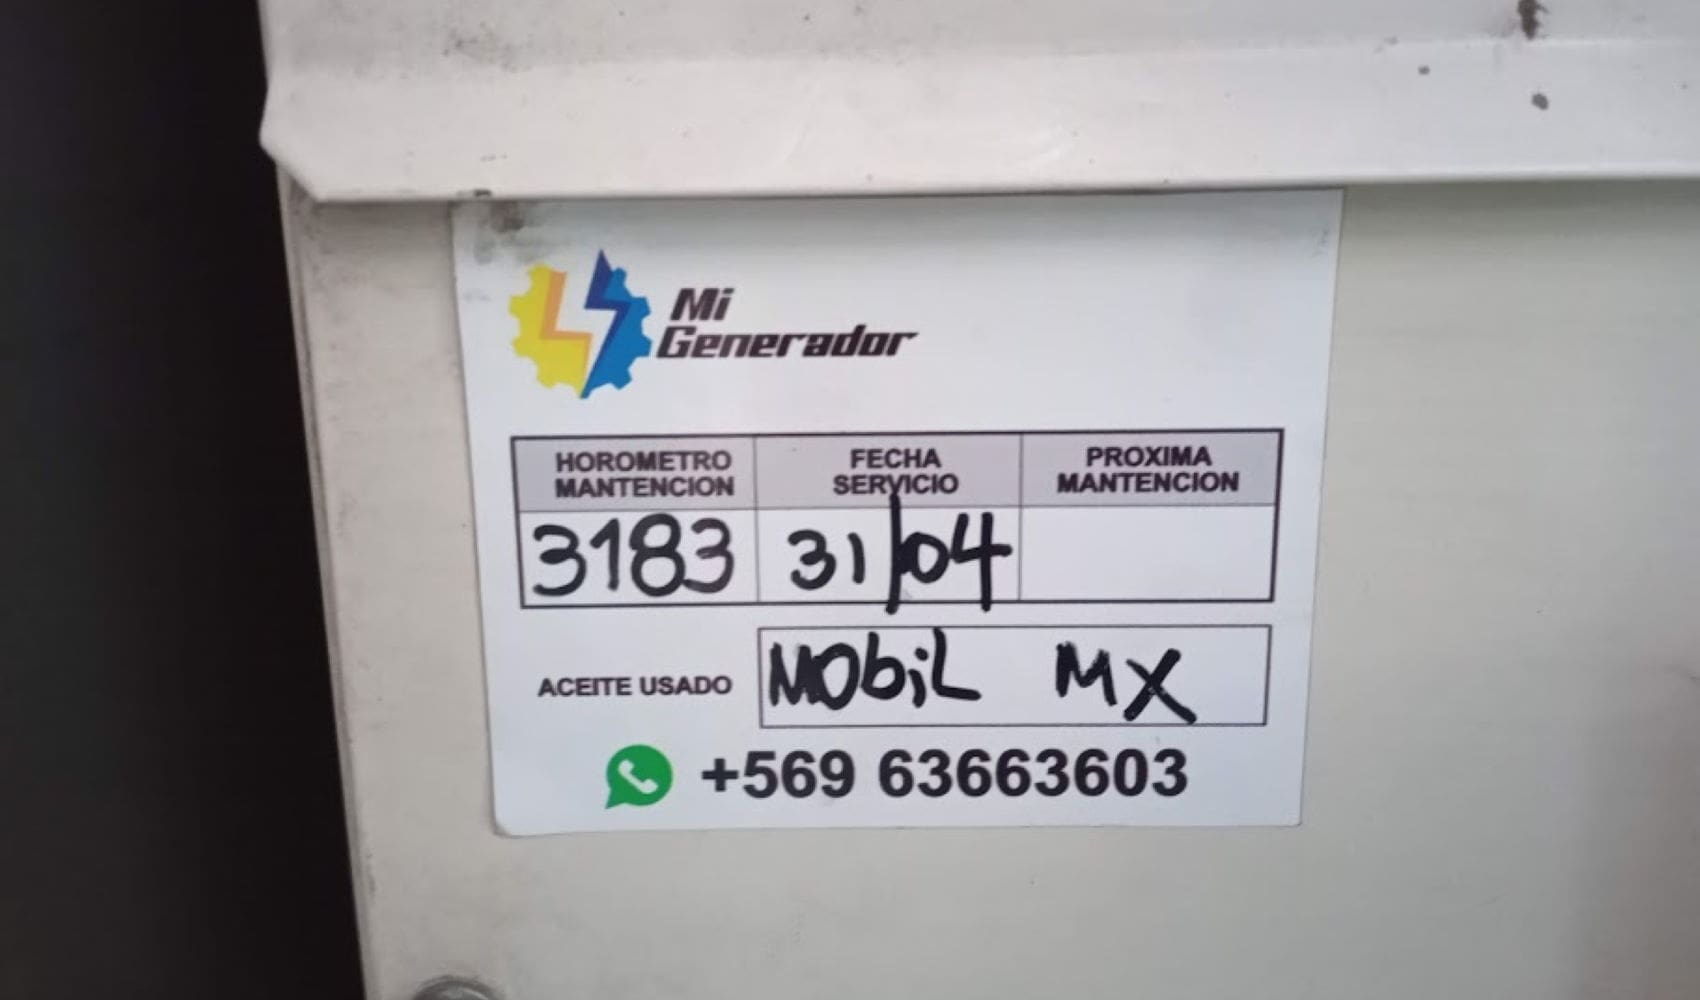 Mi
Generador
HOROMETRO
MANTENCION
FECHA
SERVICIO
PROXIMA
MANTENCION
3183
31/04
ACEITE USADO
MObiL MX
+569 63663603